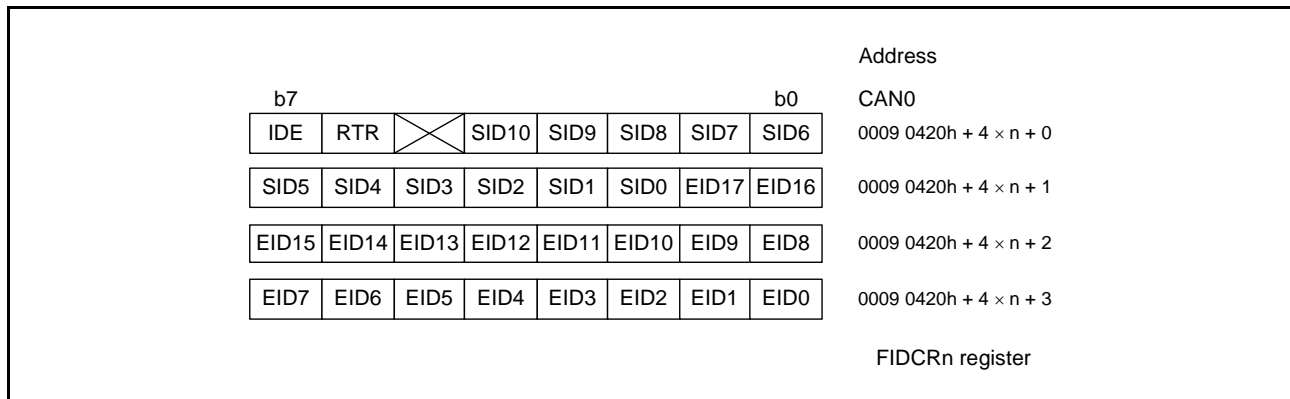 Address
b7 b0 CAN0
IDE RTR SID10 SID9 SID8 SID7 SID6 0009 0420h + 4 × n + 0
SID5 SID4 SID3 SID2 SID1 SID0 EID17 EID16 0009 0420h + 4 × n + 1
EID15 EID14 EID13 EID12 EID11 EID10 EID9 EID8 0009 0420h + 4 × n + 2
EID7 EID6 EID5 EID4 EID3 EID2 EID1 EID0 0009 0420h + 4 × n + 3
FIDCRn register